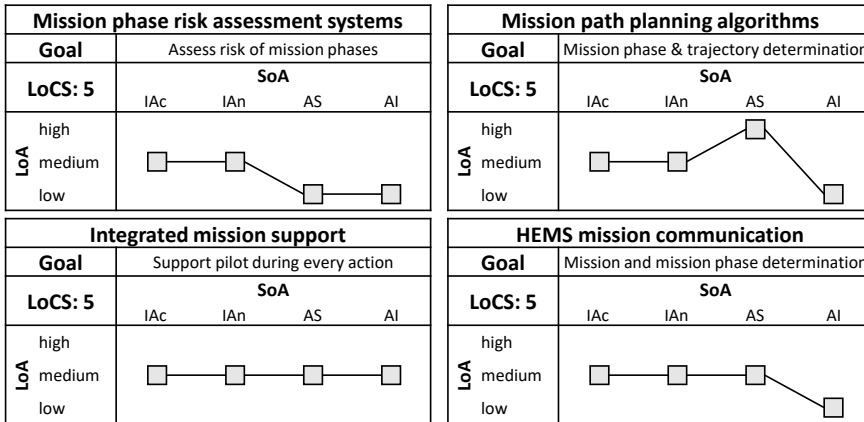 Mission phase risk assessment systems
Goal Assess risk of mission phases
LoCS: 5 SoA
IAc IAn AS AI
LoA
high
medium
low
Mission path planning algorithms
Goal Mission phase & trajectory determination
LoCS: 5 SoA
IAc IAn AS AI
LoA
high
medium
low
Integrated mission support
Goal Support pilot during every action
LoCS: 5 SoA
IAc IAn AS AI
LoA
high
medium
low
HEMS mission communication
Goal Mission and mission phase determination
LoCS: 5 SoA
IAc IAn AS AI
LoA
high
medium
low